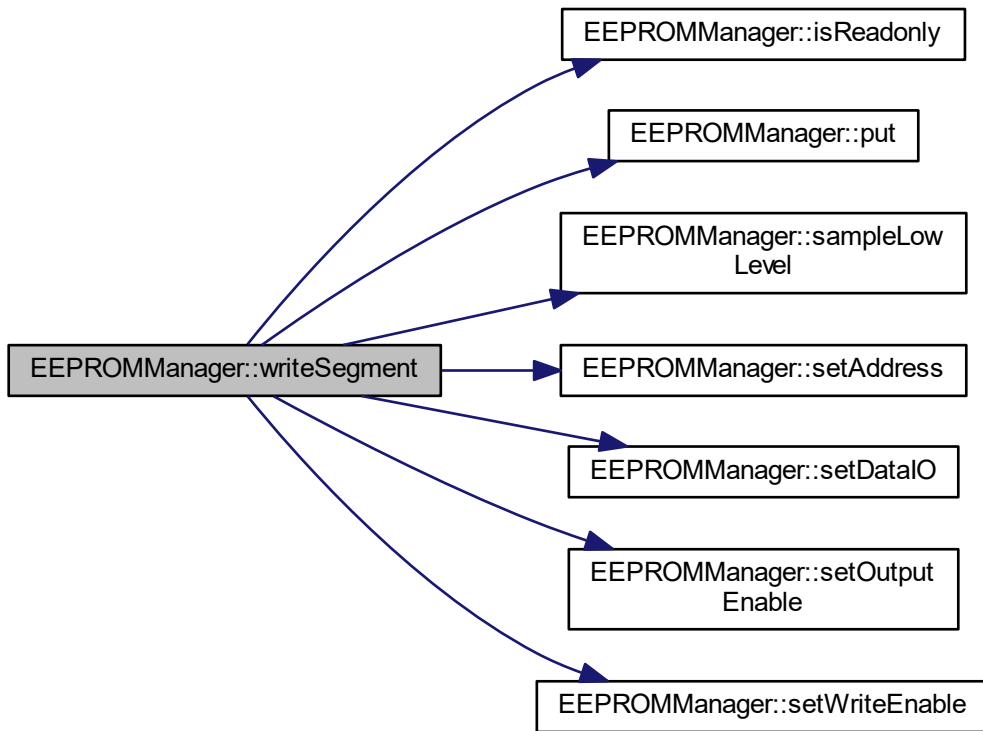 EEPROMManager::isReadonly
EEPROMManager::put
EEPROMManager::sampleLow
Level
EEPROMManager::writeSegment
EEPROMManager::setAddress
EEPROMManager::setDataIO
EEPROMManager::setOutput
Enable
EEPROMManager::setWriteEnable